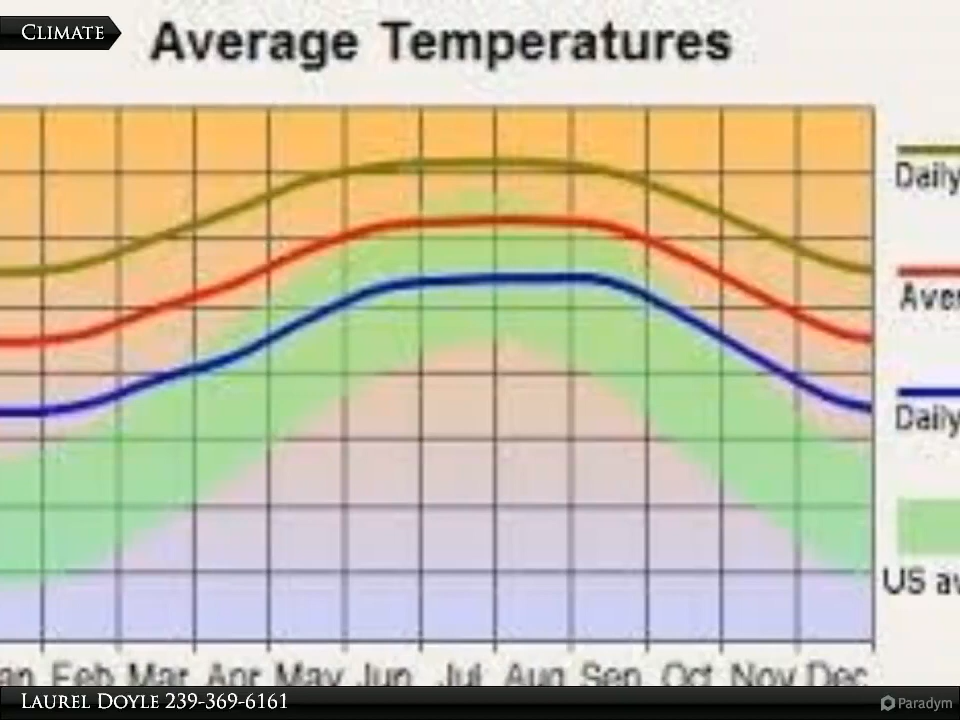 CLIMATE
Average Temperatures
Daily
Aver
Daily
US av
an Feb Mar Apr May Jun Jul Aug Sep Oct Nov Dec
LAUREL DOYLE 239-369-6161
Paradym